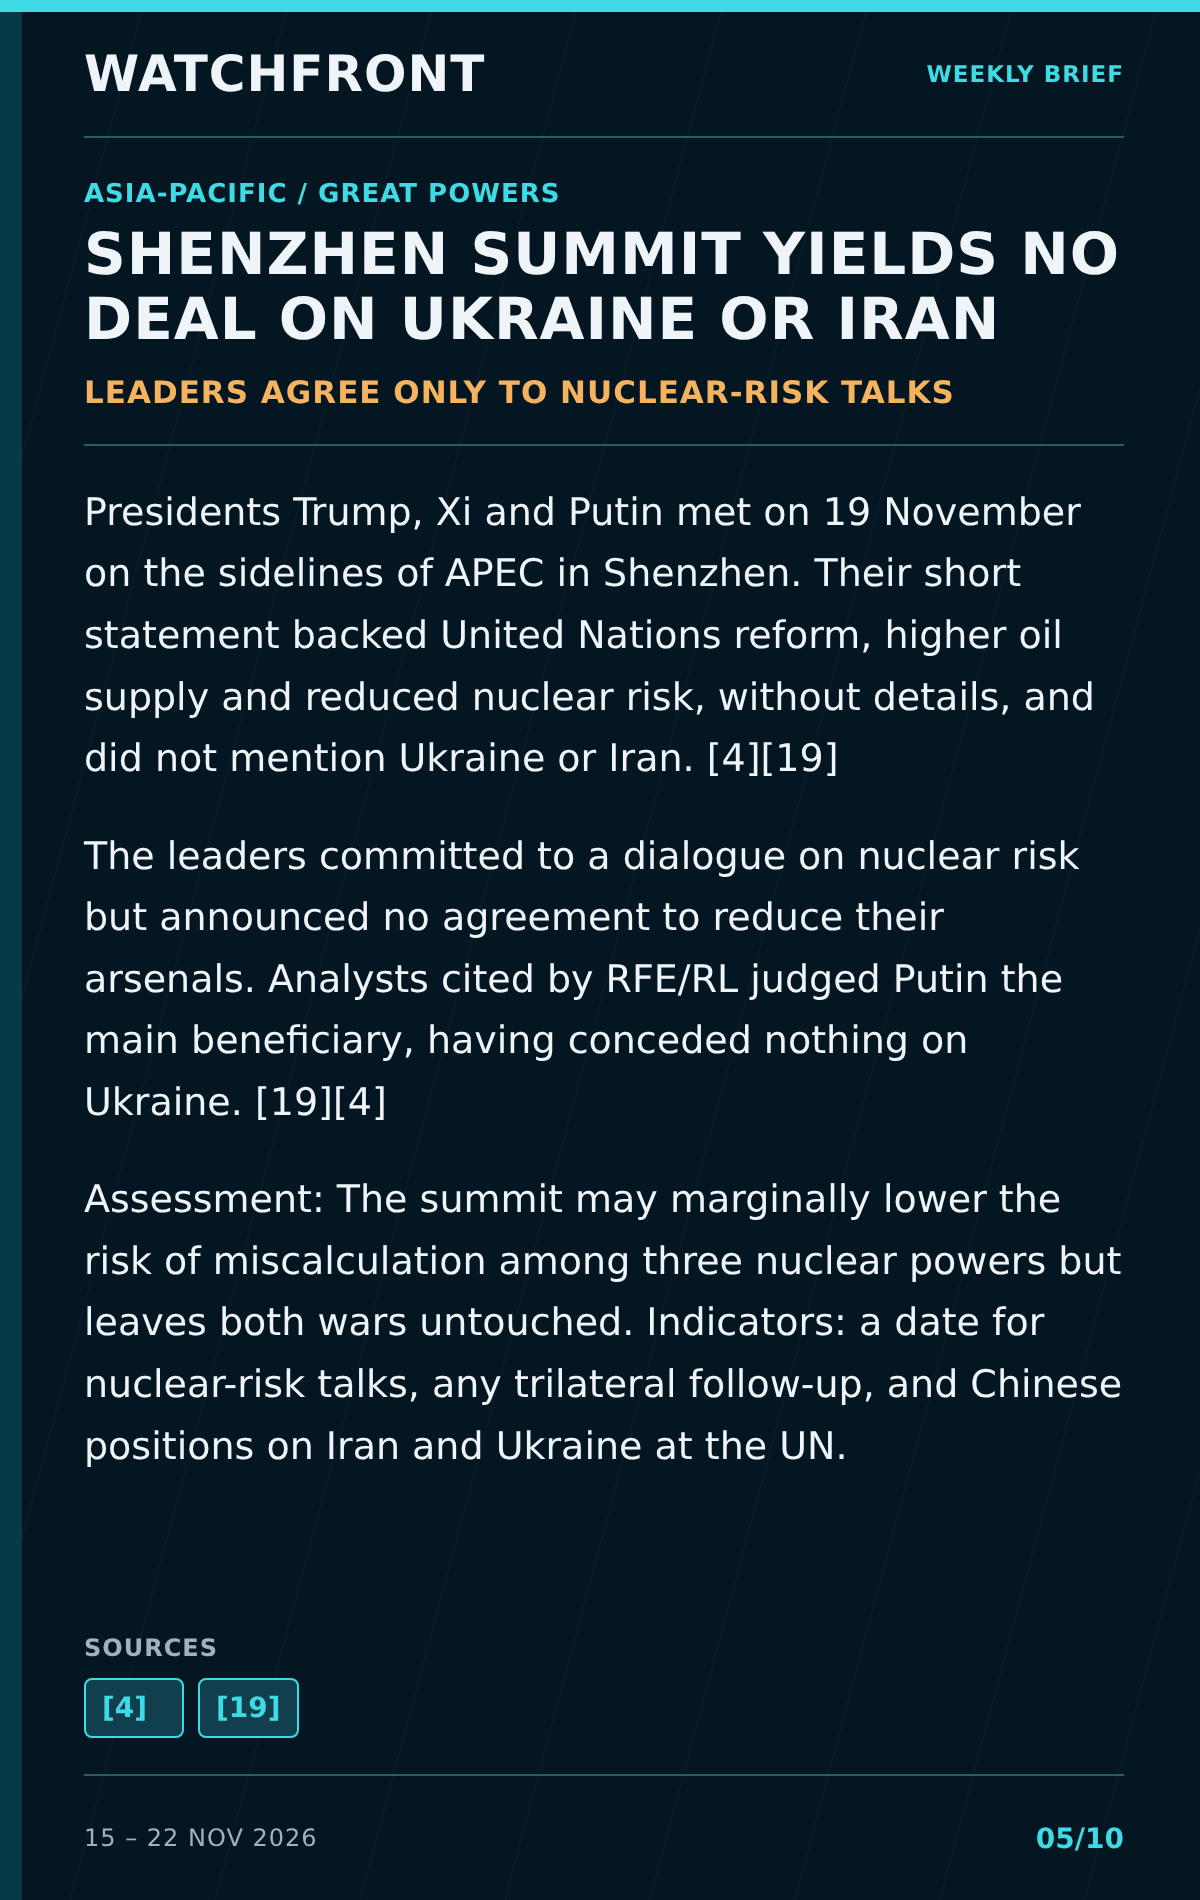 WATCHFRONT
WEEKLY BRIEF
ASIA-PACIFIC / GREAT POWERS
SHENZHEN SUMMIT YIELDS NO
DEAL ON UKRAINE OR IRAN
LEADERS AGREE ONLY TO NUCLEAR-RISK TALKS
Presidents Trump, Xi and Putin met on 19 November
on the sidelines of APEC in Shenzhen. Their short
statement backed United Nations reform, higher oil
supply and reduced nuclear risk, without details, and
did not mention Ukraine or Iran. [4][19]
The leaders committed to a dialogue on nuclear risk
but announced no agreement to reduce their
arsenals. Analysts cited by RFE/RL judged Putin the
main beneficiary, having conceded nothing on
Ukraine. [19][4]
Assessment: The summit may marginally lower the
risk of miscalculation among three nuclear powers but
leaves both wars untouched. Indicators: a date for
nuclear-risk talks, any trilateral follow-up, and Chinese
positions on Iran and Ukraine at the UN.
SOURCES
[4] [19]
15 – 22 NOV 2026
05/10